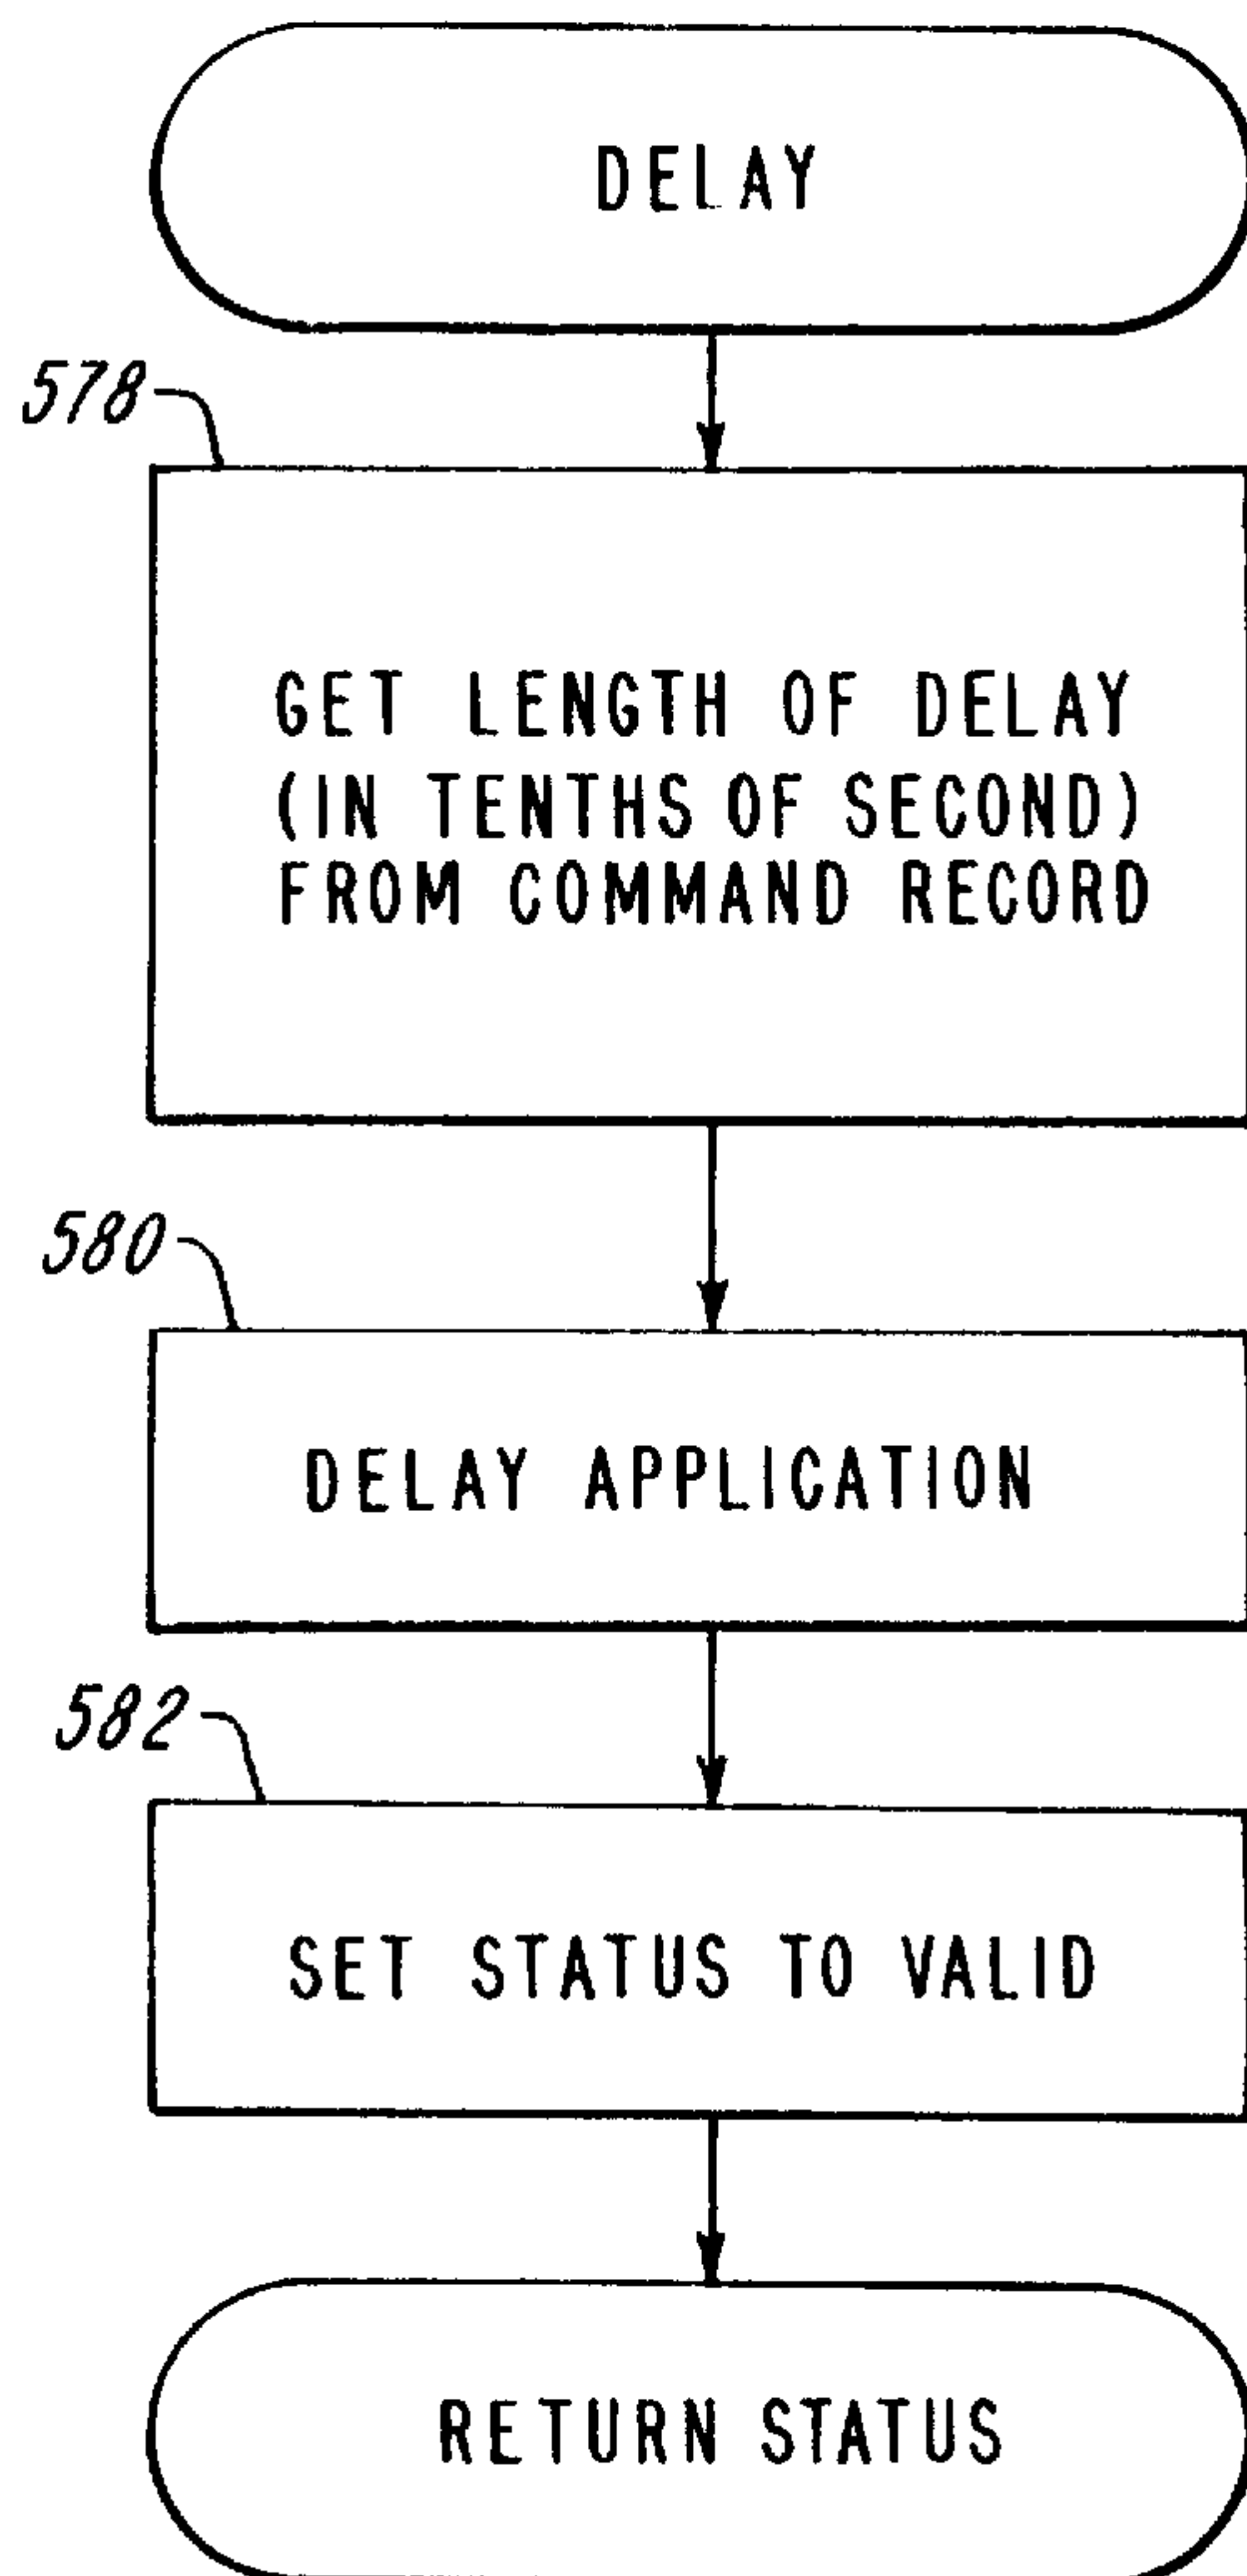 DELAY
578
GET LENGTH OF DELAY
(IN TENTHS OF SECOND)
FROM COMMAND RECORD
580
DELAY APPLICATION
582
SET STATUS TO VALID
RETURN STATUS